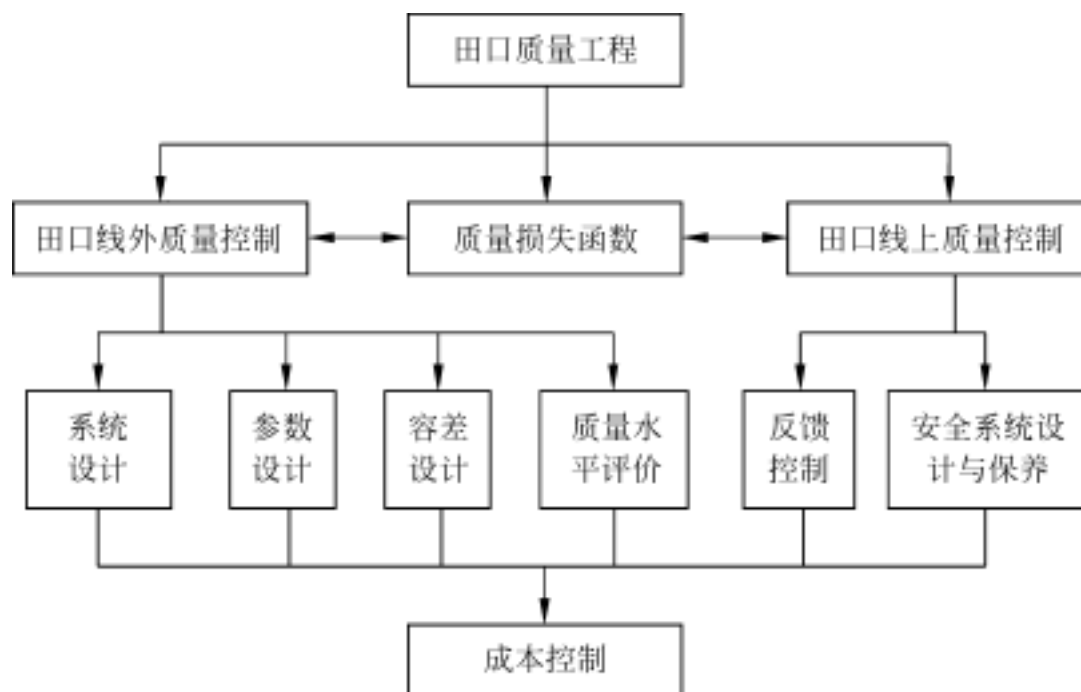 田口质量工程
田口线外质量控制
质量损失函数
田口线上质量控制
系统
设计
参数
设计
容差
设计
质量水
平评价
反馈
控制
安全系统设
计与保养
成本控制